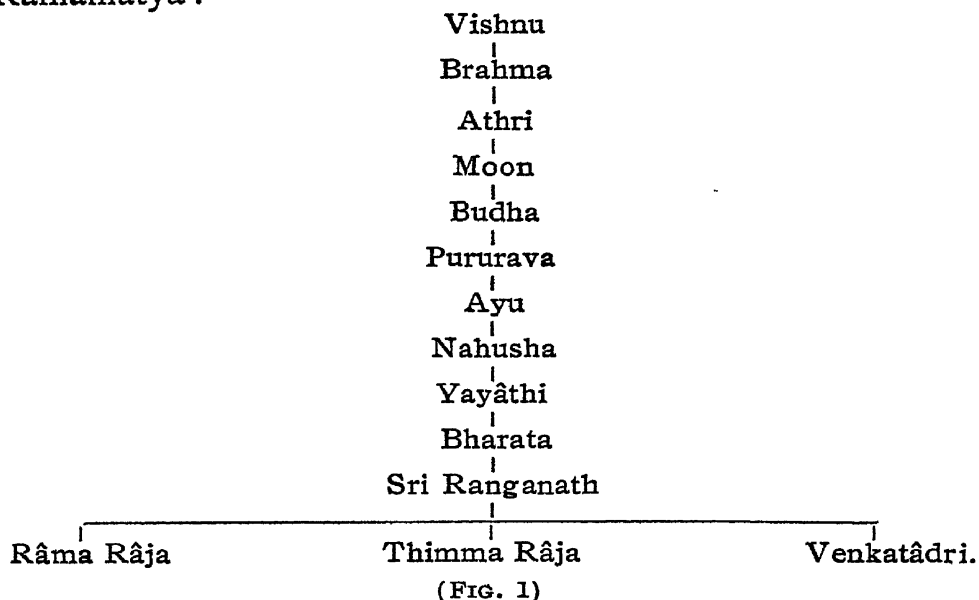 Vishnu
Brahma
Athri
Moon
Budha
Pururava
Ayu
Nahusha
Yayâthi
Bharata
Sri Ranganath
Râma Râja Thimma Râja Venkatâdri.
(FIG. 1)